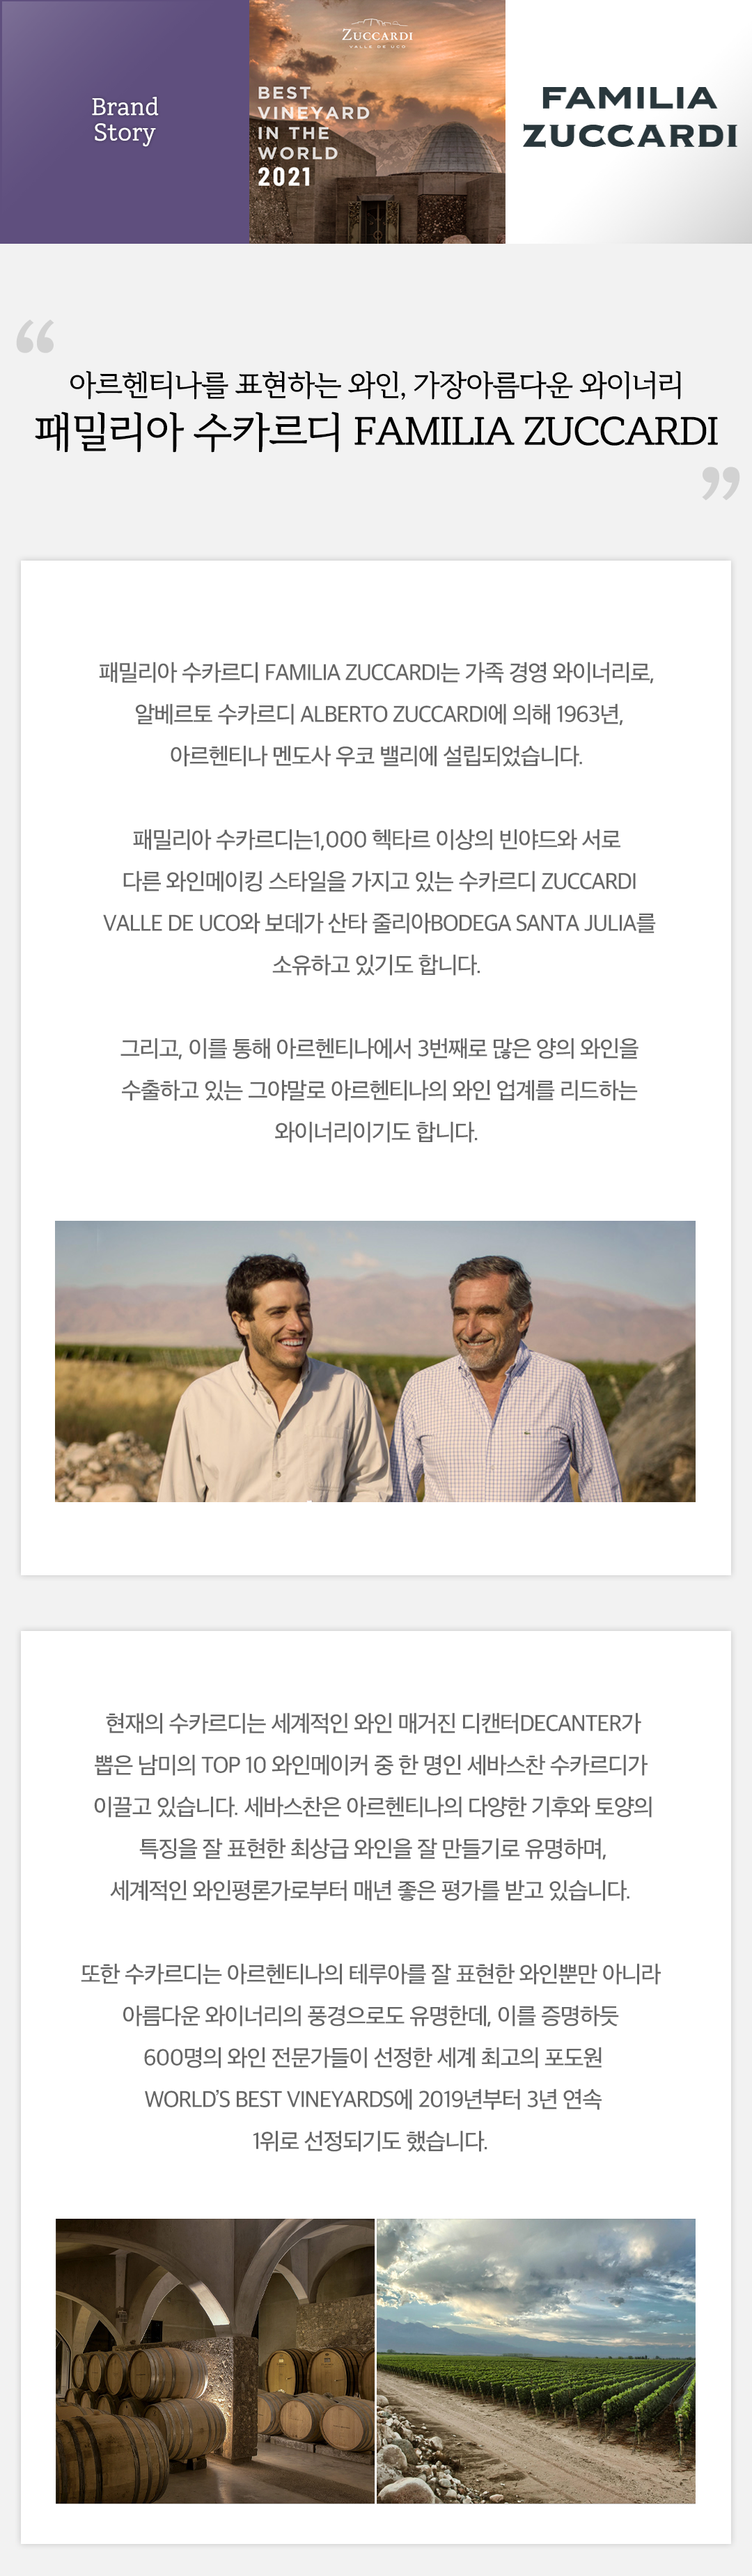 Brand
Story
ZUCCARDI
VALLE DE UCO
BEST
VINEYARD
IN THE
WORLD
2021
FAMILIA
ZUCCARDI
“
아르헨티나를 표현하는 와인, 가장아름다운 와이너리
패밀리아 수카르디 FAMILIA ZUCCARDI
”
패밀리아 수카르디 FAMILIA ZUCCARDI는 가족 경영 와이너리로,
알베르토 수카르디 ALBERTO ZUCCARDI에 의해 1963년,
아르헨티나 멘도사 우코 밸리에 설립되었습니다.
패밀리아 수카르디는1,000 헥타르 이상의 빈야드와 서로
다른 와인메이킹 스타일을 가지고 있는 수카르디 ZUCCARDI
VALLE DE UCO와 보데가 산타 줄리아BODEGA SANTA JULIA를
소유하고 있기도 합니다.
그리고, 이를 통해 아르헨티나에서 3번째로 많은 양의 와인을
수출하고 있는 그야말로 아르헨티나의 와인 업계를 리드하는
와이너리이기도 합니다.
현재의 수카르디는 세계적인 와인 매거진 디캔터DECANTER가
뽑은 남미의 TOP 10 와인메이커 중 한 명인 세바스찬 수카르디가
이끌고 있습니다. 세바스찬은 아르헨티나의 다양한 기후와 토양의
특징을 잘 표현한 최상급 와인을 잘 만들기로 유명하며,
세계적인 와인평론가로부터 매년 좋은 평가를 받고 있습니다.
또한 수카르디는 아르헨티나의 테루아를 잘 표현한 와인뿐만 아니라
아름다운 와이너리의 풍경으로도 유명한데, 이를 증명하듯
600명의 와인 전문가들이 선정한 세계 최고의 포도원
WORLD’S BEST VINEYARDS에 2019년부터 3년 연속
1위로 선정되기도 했습니다.